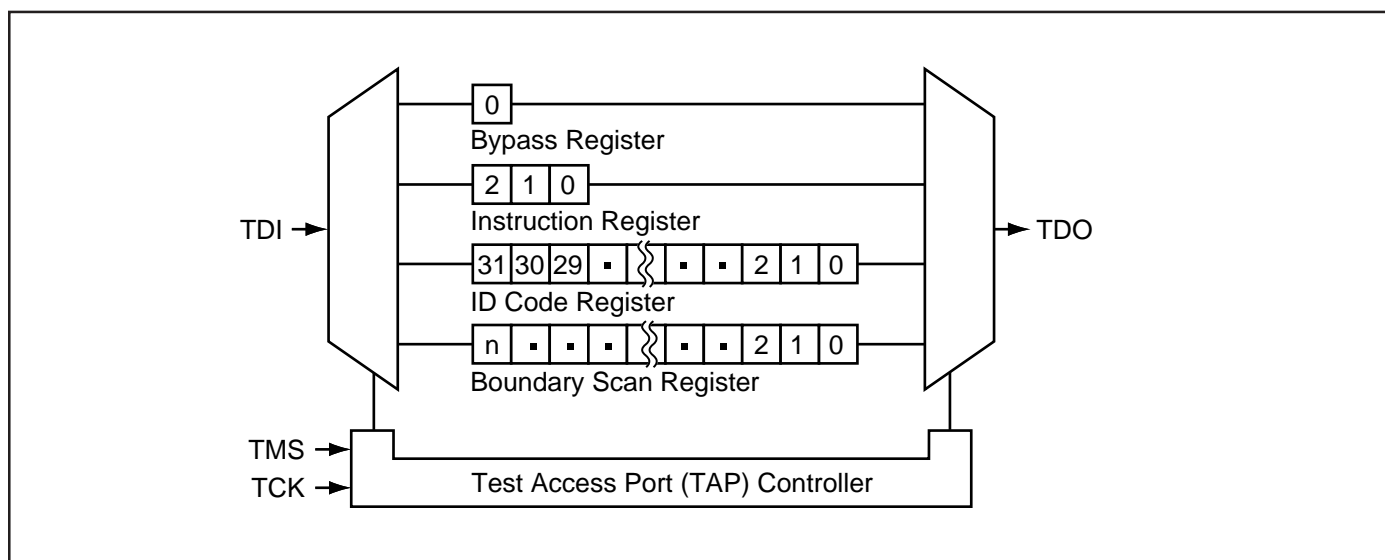 0
Bypass Register
2 1 0
Instruction Register
TDI
TDO
31 30 29 . . . 2 1 0
ID Code Register
n . . . . . 2 1 0
Boundary Scan Register
TMS
TCK
Test Access Port (TAP) Controller